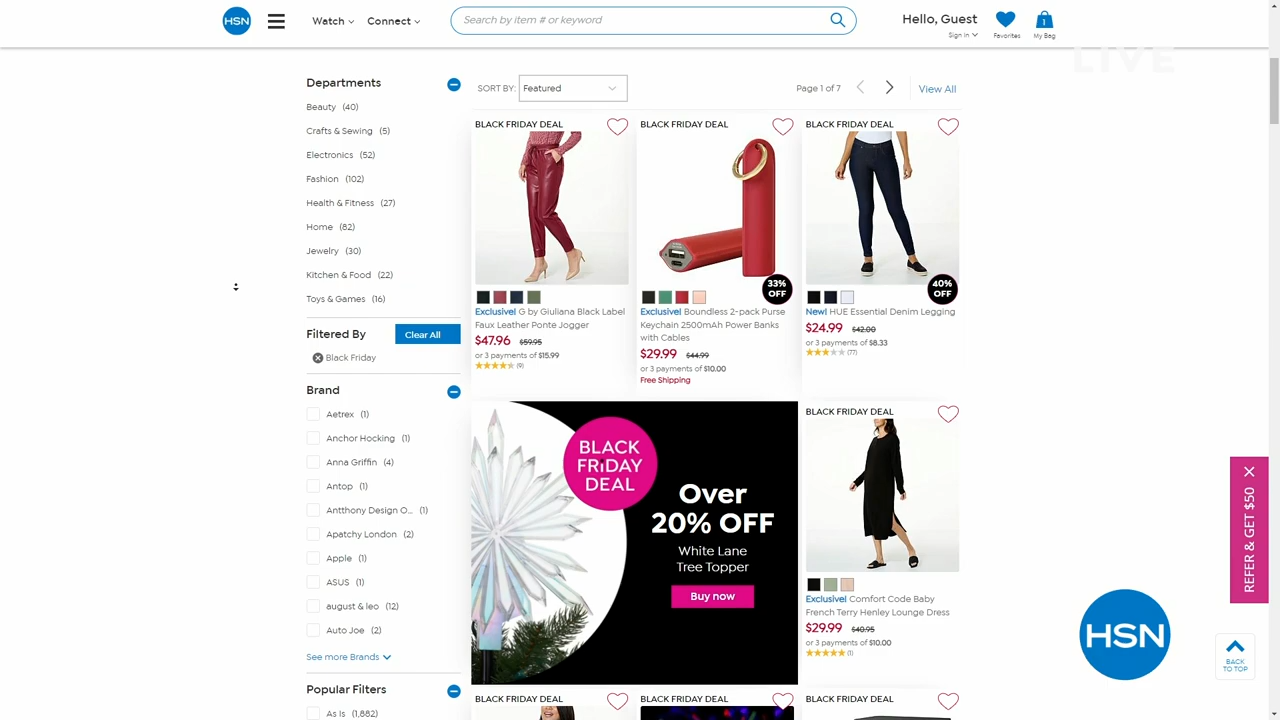 HSN
Watch
Connect
Search by item # or keyword
Hello, Guest
Sign In
Favorites
1
My Bag
LIVE
Departments
Beauty (40)
Crafts & Sewing (5)
Electronics (52)
Fashion (102)
Health & Fitness (27)
Home (82)
Jewelry (30)
Kitchen & Food (22)
Toys & Games (16)
Filtered By
Clear All
Black Friday
Brand
Aetrex (1)
Anchor Hocking (1)
Anna Griffin (4)
Antop (1)
Antthony Design O... (1)
Apatchy London (2)
Apple (1)
ASUS (1)
august & leo (12)
Auto Joe (2)
See more Brands
Popular Filters
As Is (1,882)
SORT BY: Featured
Page 1 of 7
View All
BLACK FRIDAY DEAL
Exclusive! G by Giuliana Black Label
Faux Leather Ponte Jogger
$47.96 $59.95
or 3 payments of $15.99
(9)
BLACK FRIDAY DEAL
33%
OFF
Exclusive! Boundless 2-pack Purse
Keychain 2500mAh Power Banks
with Cables
$29.99 $44.99
or 3 payments of $10.00
Free Shipping
BLACK FRIDAY DEAL
40%
OFF
New! HUE Essential Denim Legging
$24.99 $42.00
or 3 payments of $8.33
(77)
BLACK
FRIDAY
DEAL
Over
20% OFF
White Lane
Tree Topper
Buy now
BLACK FRIDAY DEAL
Exclusive! Comfort Code Baby
French Terry Henley Lounge Dress
$29.99 $40.95
or 3 payments of $10.00
(1)
BLACK FRIDAY DEAL
BLACK FRIDAY DEAL
BLACK FRIDAY DEAL
REFER & GET $50
HSN
BACK
TO TOP